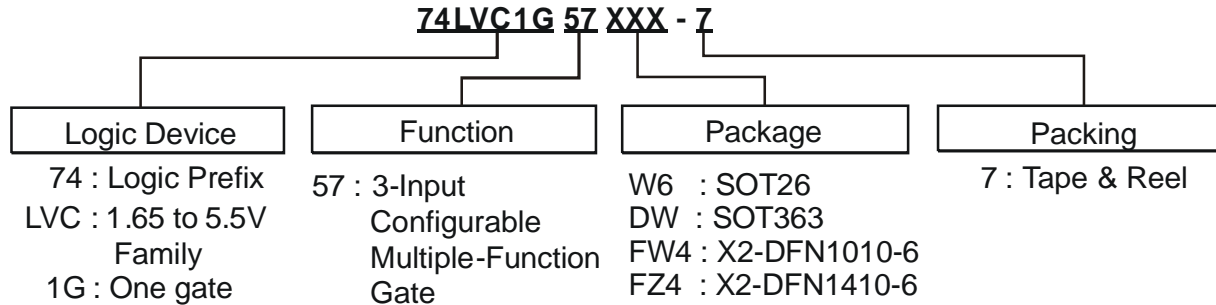 74LVC1G 57 XXX - 7
Logic Device
Function
Package
Packing
74 : Logic Prefix
LVC : 1.65 to 5.5V
Family
1G : One gate
57 : 3-Input
Configurable
Multiple-Function
Gate
W6 : SOT26
DW : SOT363
FW4 : X2-DFN1010-6
FZ4 : X2-DFN1410-6
7 : Tape & Reel